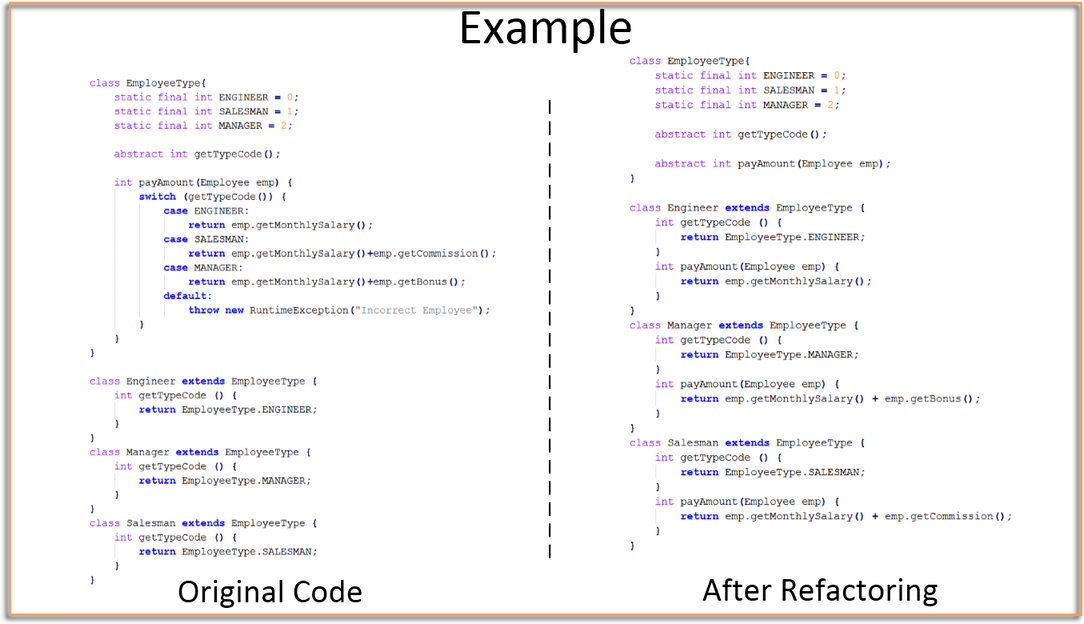 Example
class EmployeeType{
static final int ENGINEER = 0;
static final int SALESMAN = 1;
static final int MANAGER = 2;
abstract int getTypeCode();
int payAmount(Employee emp) {
switch (getTypeCode()) {
case ENGINEER:
return emp.getMonthlySalary();
case SALESMAN:
return emp.getMonthlySalary()+emp.getCommission();
case MANAGER:
return emp.getMonthlySalary()+emp.getBonus();
default:
throw new RuntimeException("Incorrect Employee");
}
}
}
class Engineer extends EmployeeType {
int getTypeCode () {
return EmployeeType.ENGINEER;
}
}
class Manager extends EmployeeType {
int getTypeCode () {
return EmployeeType.MANAGER;
}
}
class Salesman extends EmployeeType {
int getTypeCode () {
return EmployeeType.SALESMAN;
}
}
Original Code
class EmployeeType{
static final int ENGINEER = 0;
static final int SALESMAN = 1;
static final int MANAGER = 2;
abstract int getTypeCode();
abstract int payAmount(Employee emp);
}
class Engineer extends EmployeeType {
int getTypeCode () {
return EmployeeType.ENGINEER;
}
int payAmount(Employee emp) {
return emp.getMonthlySalary();
}
}
class Manager extends EmployeeType {
int getTypeCode () {
return EmployeeType.MANAGER;
}
int payAmount(Employee emp) {
return emp.getMonthlySalary() + emp.getBonus();
}
}
class Salesman extends EmployeeType {
int getTypeCode () {
return EmployeeType.SALESMAN;
}
int payAmount(Employee emp) {
return emp.getMonthlySalary() + emp.getCommission();
}
}
After Refactoring